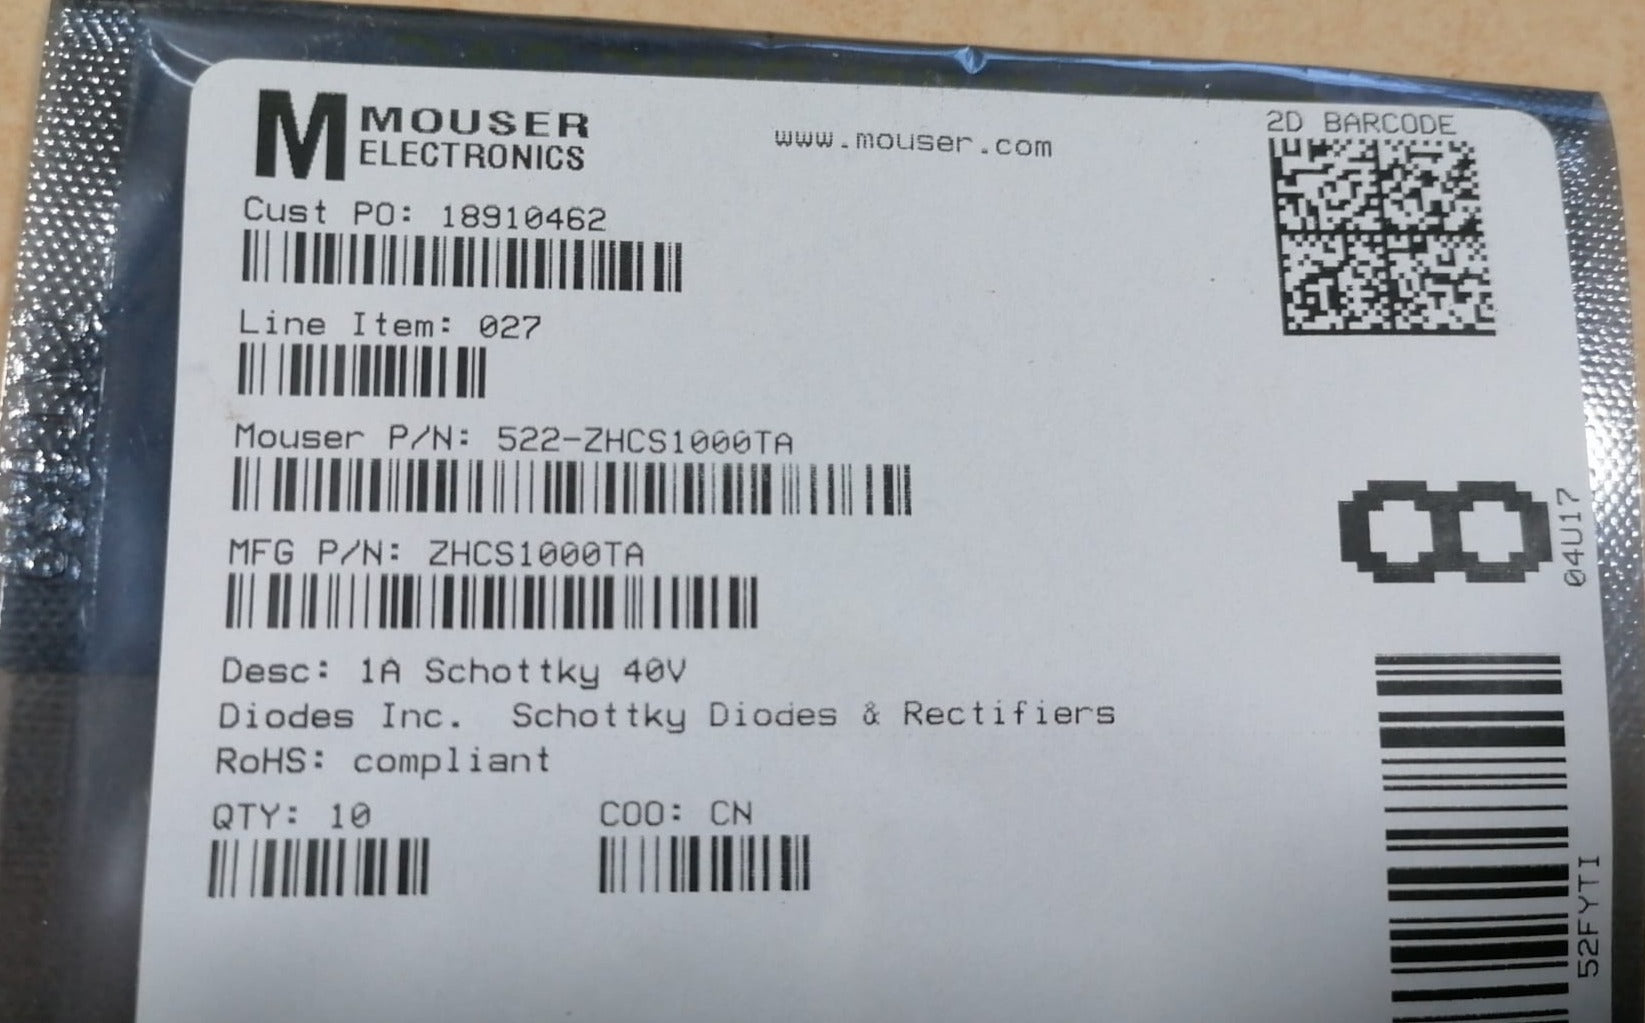 MOUSER
ELECTRONICS
www.mouser.com
2D BARCODE
Cust PO: 18910462
Line Item: 027
Mouser P/N: 522-ZHCS1000TA
MFG P/N: ZHCS1000TA
Desc: 1A Schottky 40V
Diodes Inc. Schottky Diodes & Rectifiers
RoHS: compliant
QTY: 10
COO: CN
8
04U17
52FYTI